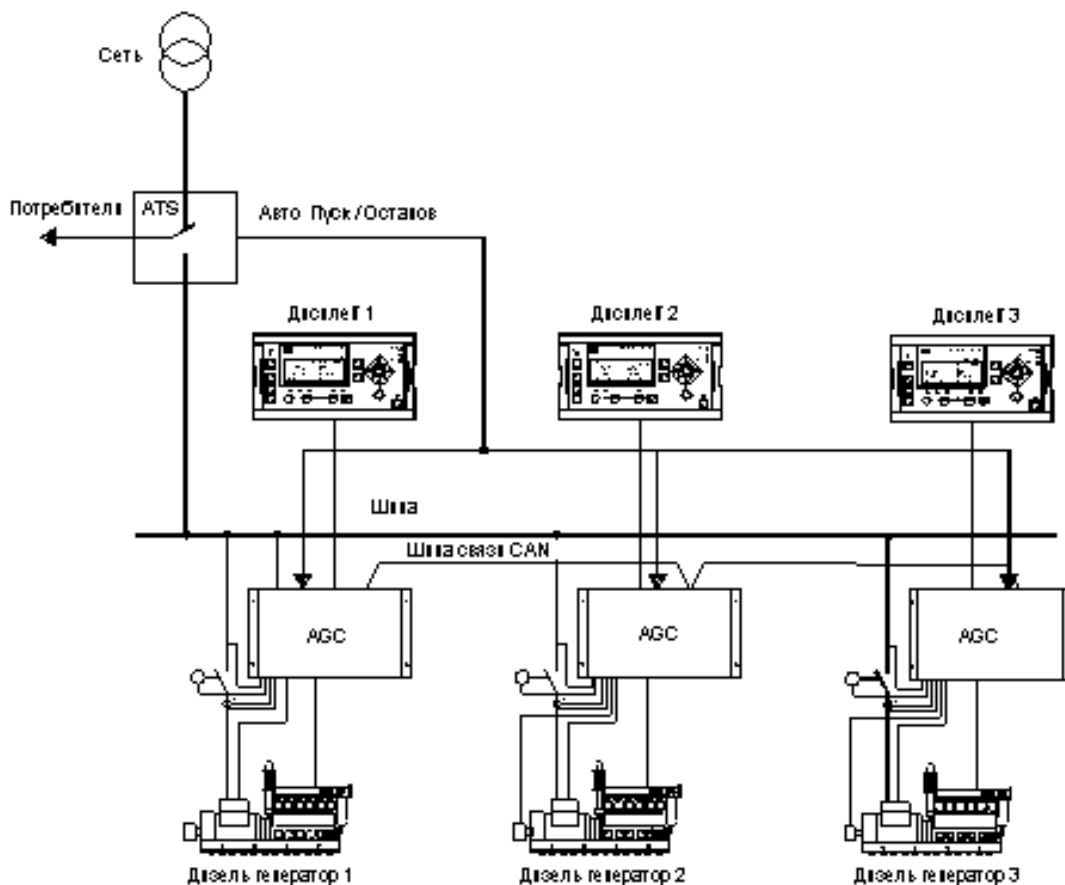 Сеть
Потребители ATS
Авто Пуск / Останов
Дисплей 1
Дисплей 2
Дисплей 3
Шина
Шина связи CAN
AGC
AGC
AGC
Дизель генератор 1
Дизель генератор 2
Дизель генератор 3